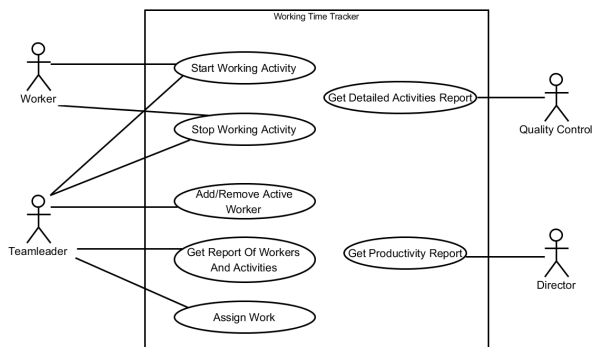 Working Time Tracker
Start Working Activity
Worker
Get Detailed Activities Report
Quality Control
Stop Working Activity
Add/Remove Active
Worker
Teamleader
Get Report Of Workers
And Activities
Get Productivity Report
Director
Assign Work